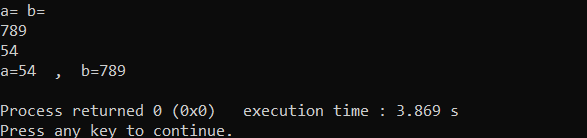 a= b=
789
54
a=54  ,  b=789
Process returned 0 (0x0)   execution time : 3.869 s
Press any key to continue.